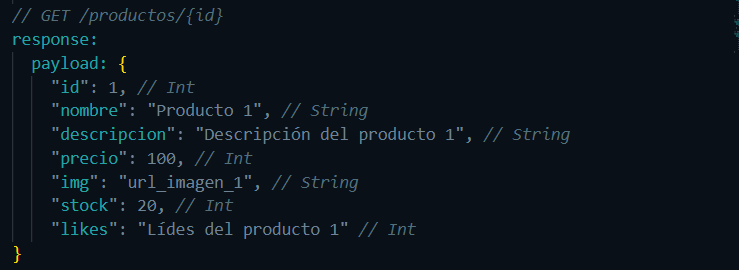 // GET /productos/{id}
response:
payload: {
"id": 1, // Int
"nombre": "Producto 1", // String
"descripcion": "Descripción del producto 1", // String
"precio": 100, // Int
"img": "url_imagen_1", // String
"stock": 20, // Int
"likes": "Lídes del producto 1" // Int
}